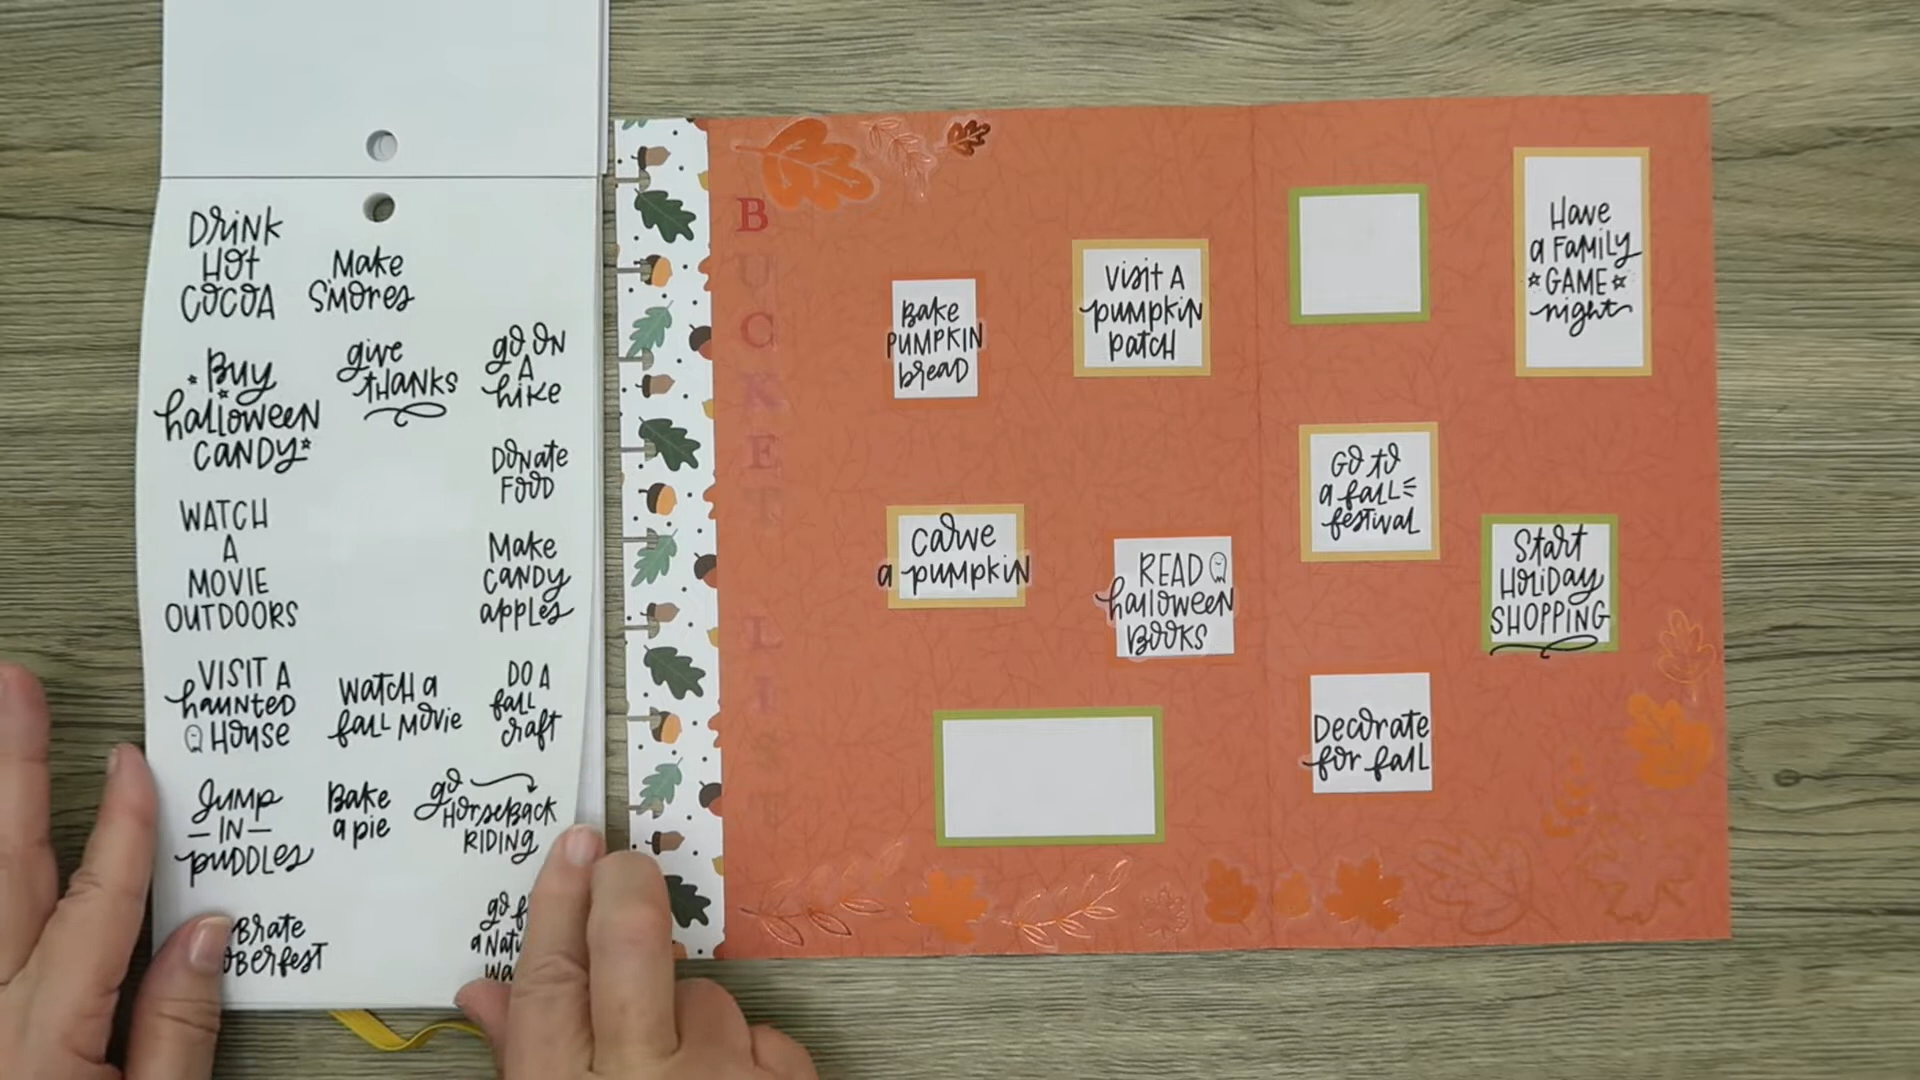 DRINK
HOT
COCOA
Make
S'mores
Buy
halloween
CANDY
give
THANKS
go ON
A
hike
DONate
FOOD
WATCH
A
MOVIE
OUTDOORS
Make
CANDY
apples
VISIT A
haunted
House
Watch a
fall Movie
DO A
fall
craft
Jump
IN
puddles
Bake
a pie
go
HorseBack
RIDING
go
a
BUCKET LIST
Bake
PUMPKIN
bread
Visit A
pumpkin
patch
carve
a pumpkin
READ
halloween
BOOKS
Have
a Family
GAME
night
Go to
a fall
festival
Start
HOLIDAY
SHOPPING
Decorate
for fall